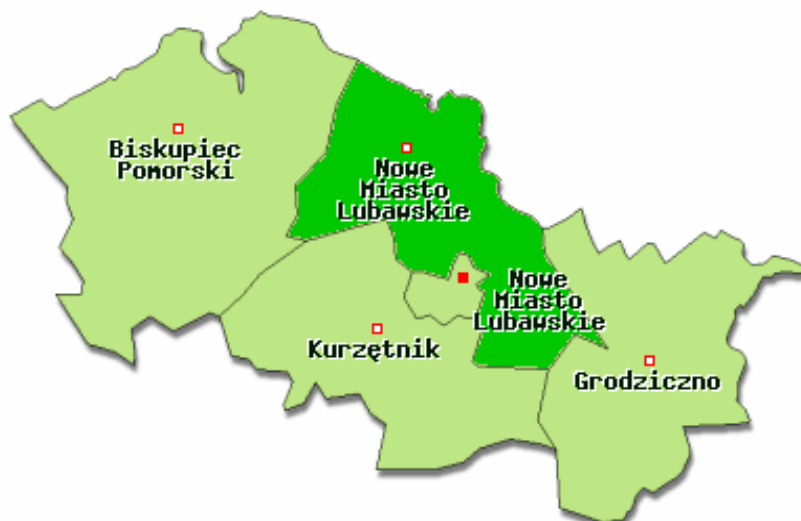 Biskupiec
Pomorski
Nowe
Miasto
Lubawskie
Nowe
Miasto
Lubawskie
Kurzętnik
Grodziczno